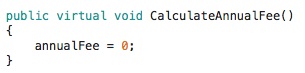 public virtual void CalculateAnnualFee()
{
    annualFee = 0;
}